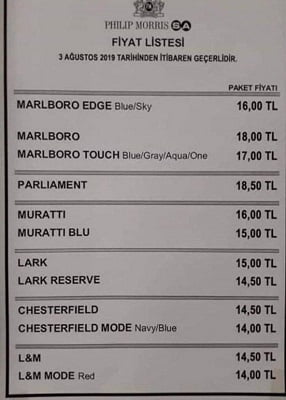 PHILIP MORRIS SA
FİYAT LİSTESİ
3 AĞUSTOS 2019 TARİHİNDEN İTİBAREN GEÇERLİDİR.
PAKET FİYATI
MARLBORO EDGE Blue/Sky 16,00 TL
MARLBORO 18,00 TL
MARLBORO TOUCH Blue/Gray/Aqua/One 17,00 TL
PARLIAMENT 18,50 TL
MURATTI 16,00 TL
MURATTI BLU 15,00 TL
LARK 15,00 TL
LARK RESERVE 14,50 TL
CHESTERFIELD 14,50 TL
CHESTERFIELD MODE Navy/Blue 14,00 TL
L&M 14,50 TL
L&M MODE Red 14,00 TL